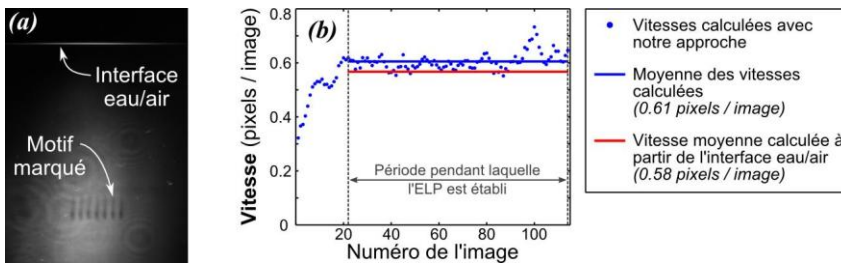 (a)
Interface
eau/air
Motif
marqué
(b)
Vitesse (pixels / image)
0.8
0.6
0.4
0.2
0
Période pendant laquelle
l'ELP est établi
20 40 60 80 100
Numéro de l'image
Vitesses calculées avec
notre approche
Moyenne des vitesses
calculées
(0.61 pixels / image)
Vitesse moyenne calculée à
partir de l'interface eau/air
(0.58 pixels / image)